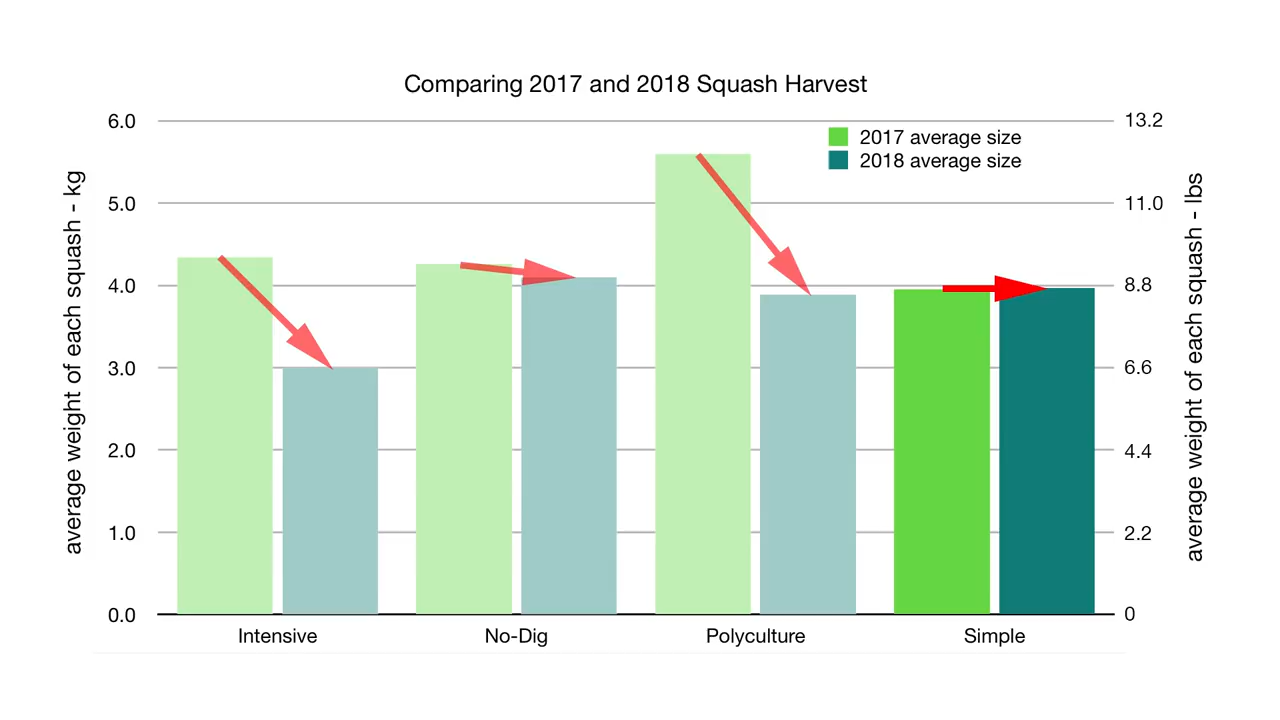 Comparing 2017 and 2018 Squash Harvest
2017 average size
2018 average size
average weight of each squash - kg
6.0
5.0
4.0
3.0
2.0
1.0
0.0
13.2
11.0
8.8
6.6
4.4
2.2
0
average weight of each squash - lbs
Intensive
No-Dig
Polyculture
Simple